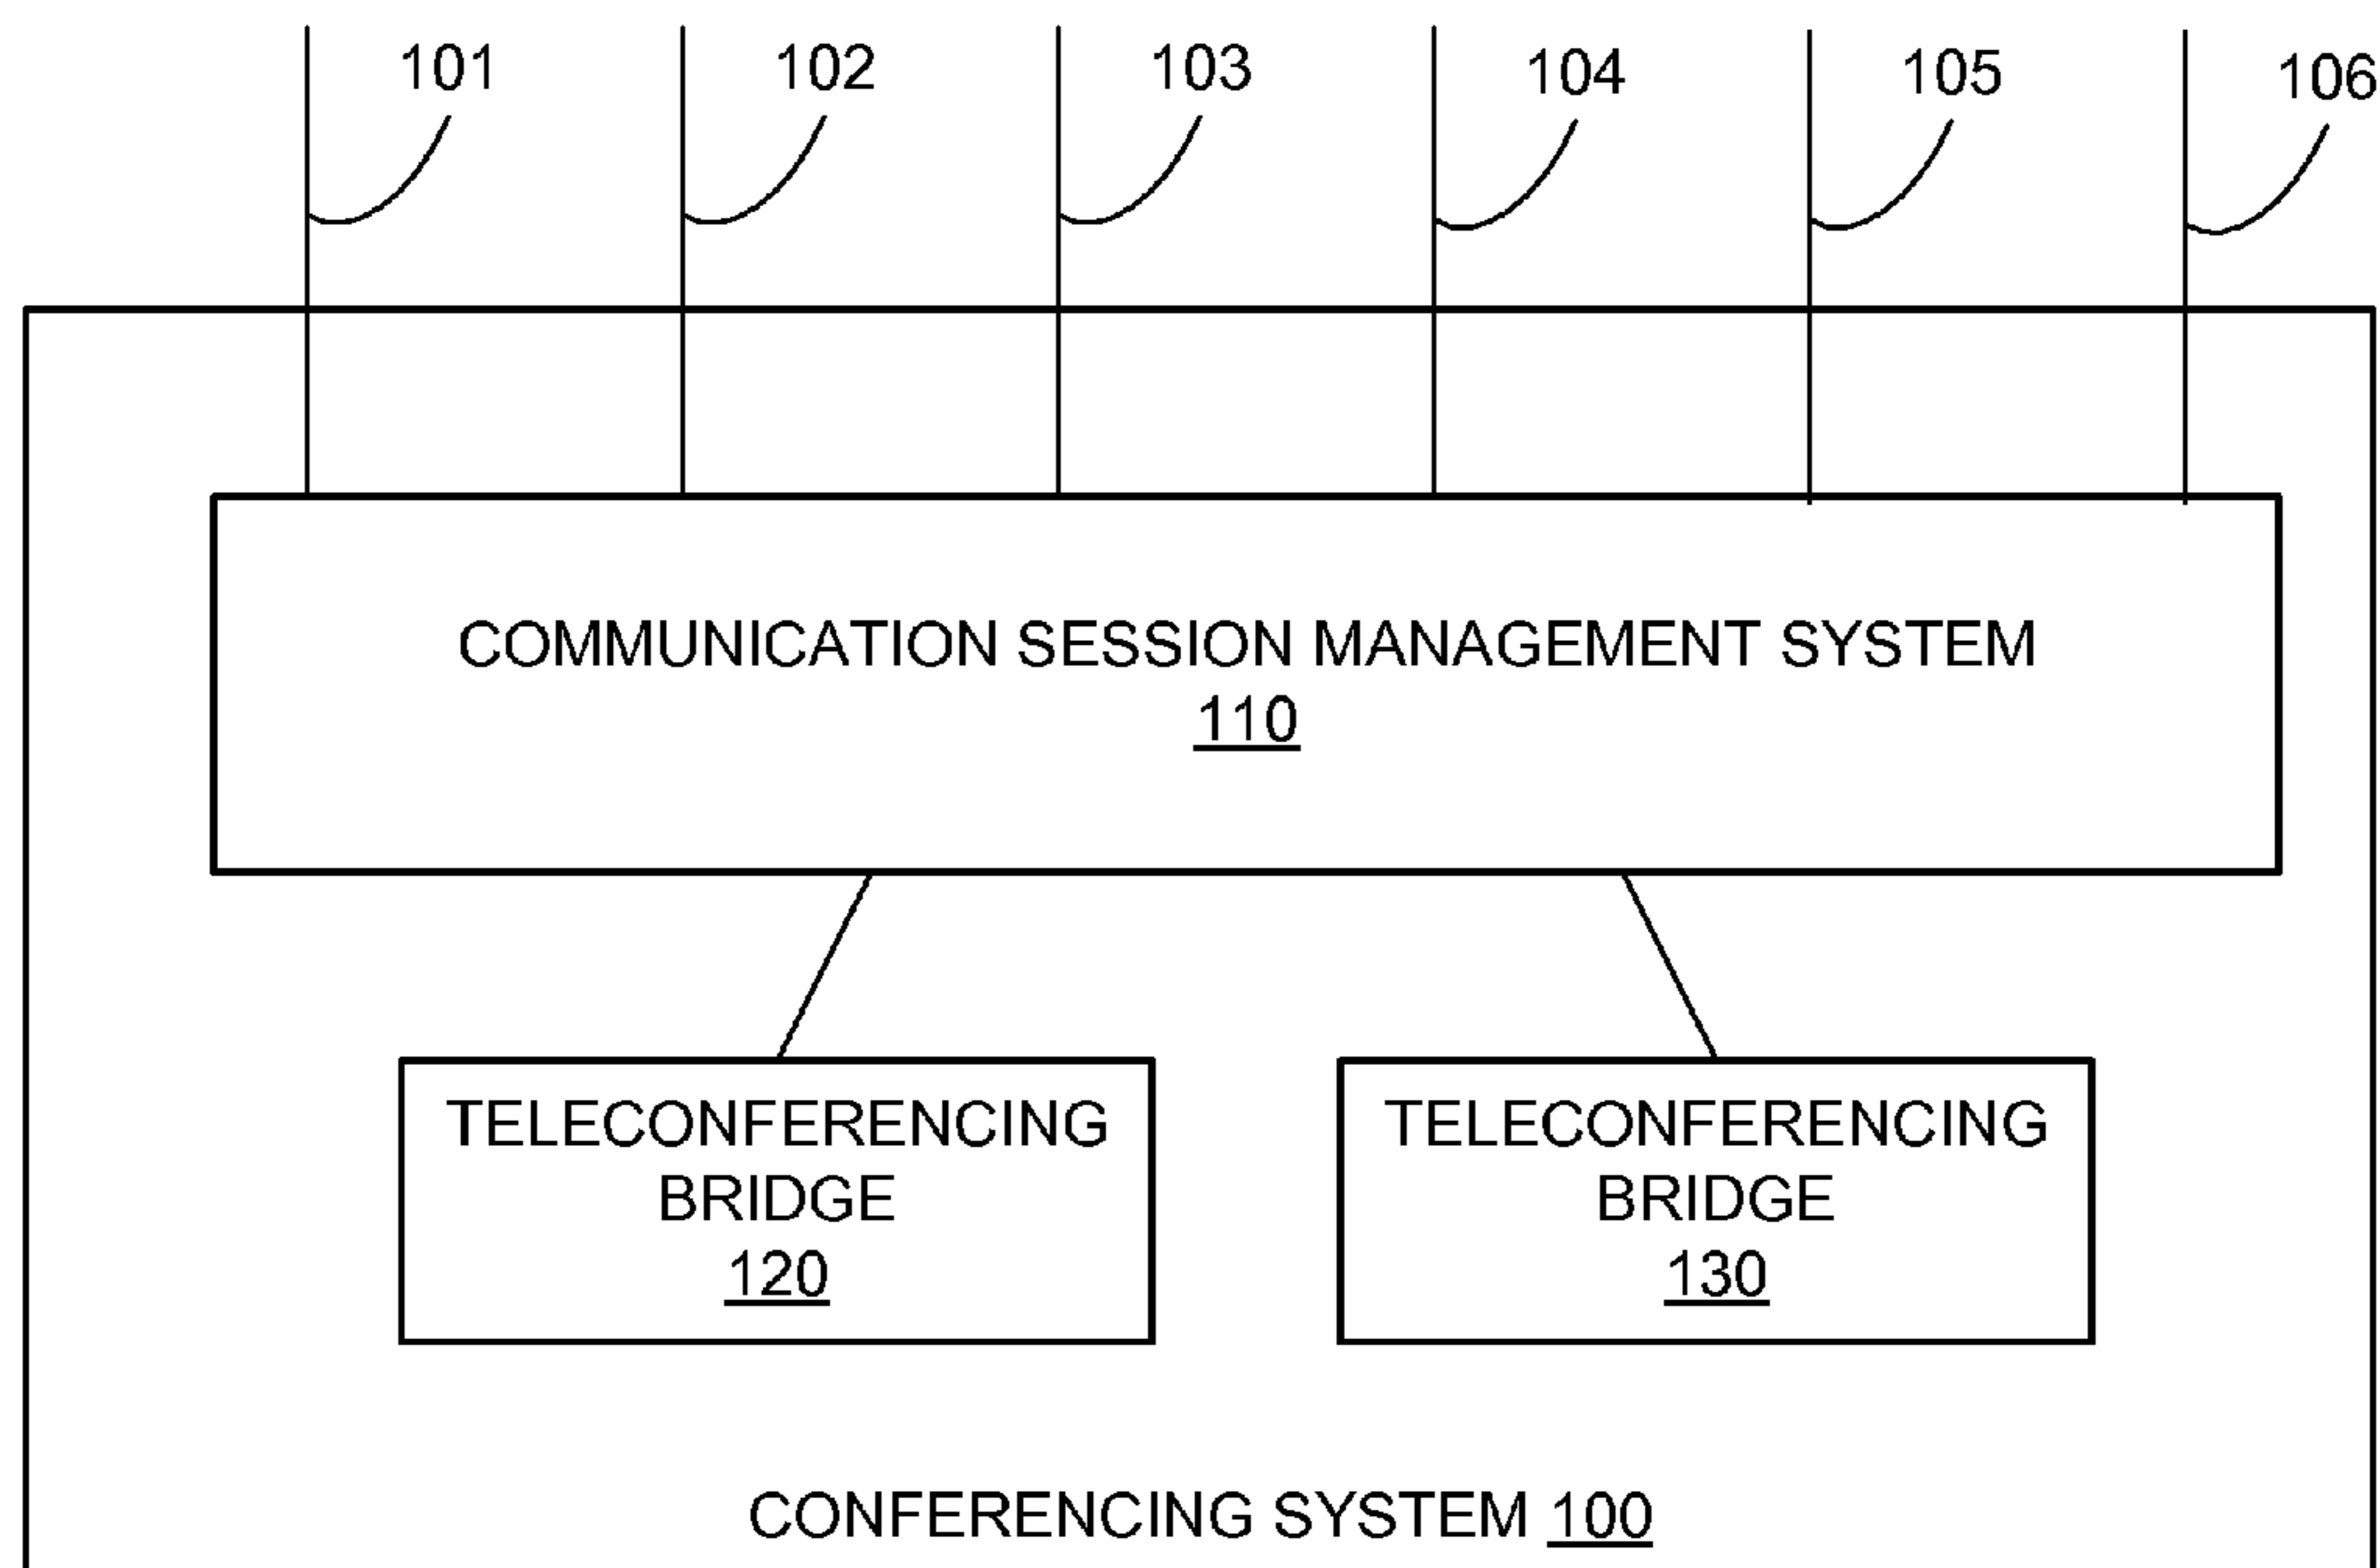 101
102
103
104
105
106
COMMUNICATION SESSION MANAGEMENT SYSTEM
110
TELECONFERENCING
BRIDGE
120
TELECONFERENCING
BRIDGE
130
CONFERENCING SYSTEM 100